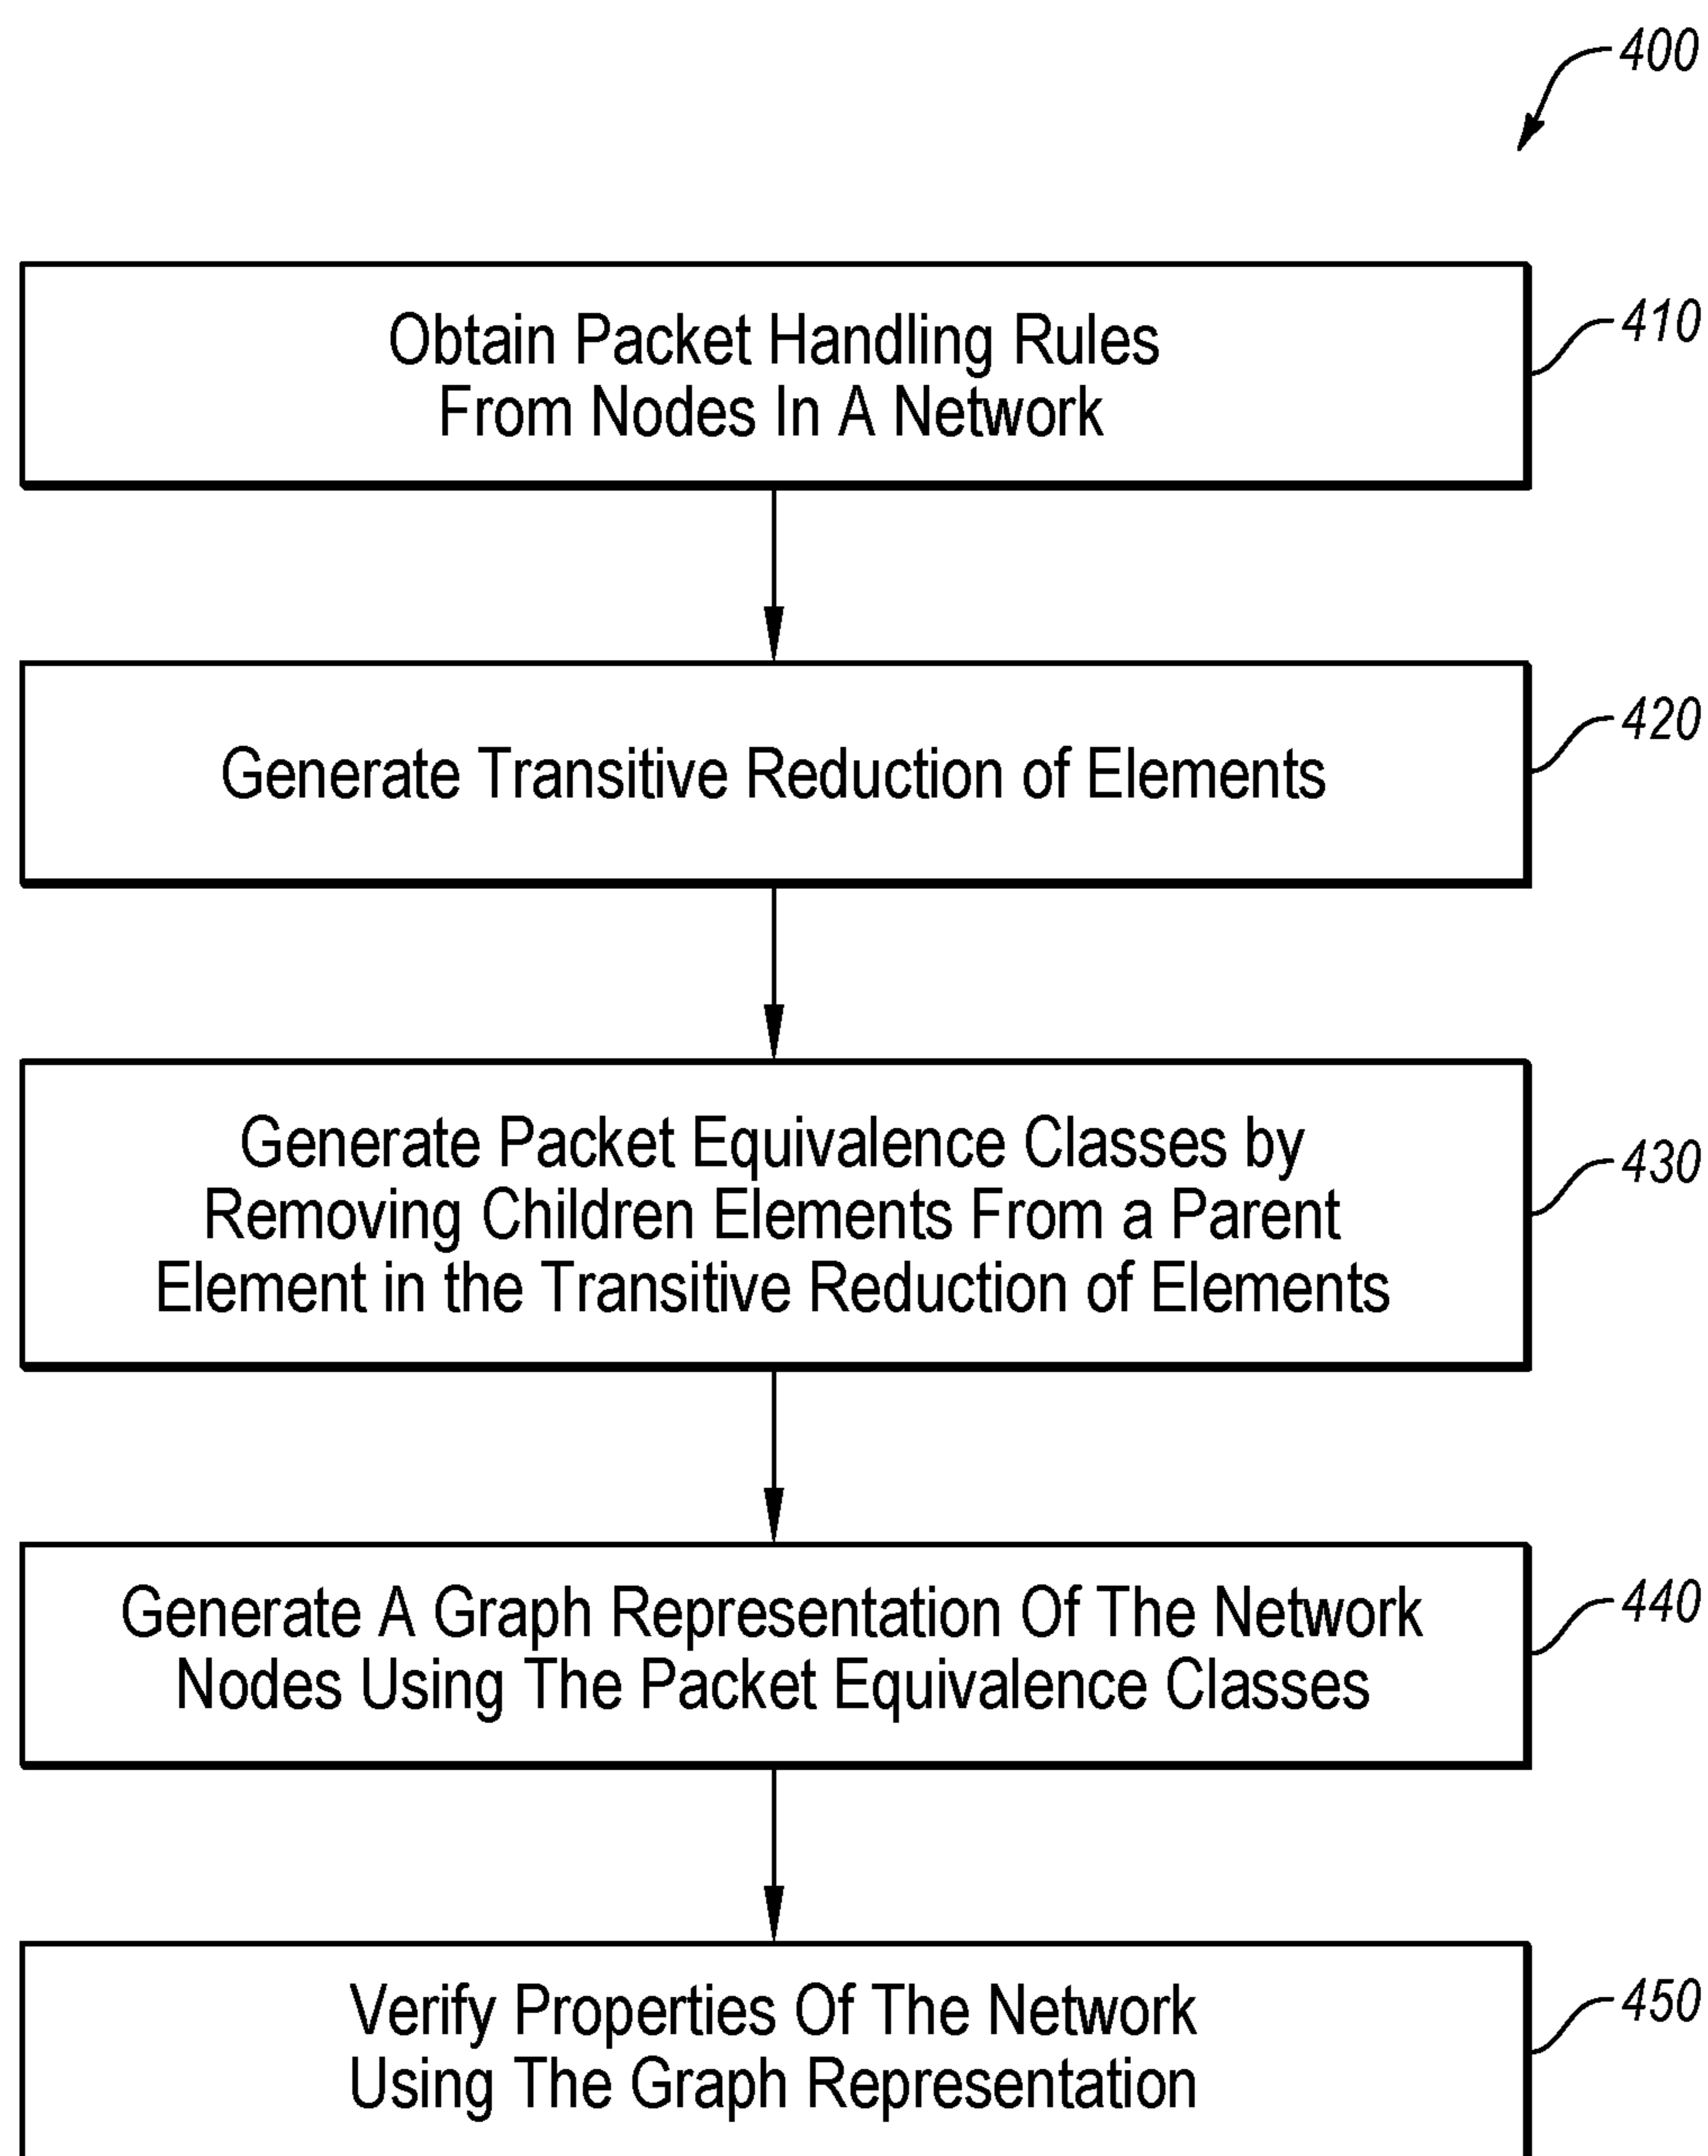 400
Obtain Packet Handling Rules
From Nodes In A Network
410
Generate Transitive Reduction of Elements
420
Generate Packet Equivalence Classes by
Removing Children Elements From a Parent
Element in the Transitive Reduction of Elements
430
Generate A Graph Representation Of The Network
Nodes Using The Packet Equivalence Classes
440
Verify Properties Of The Network
Using The Graph Representation
450